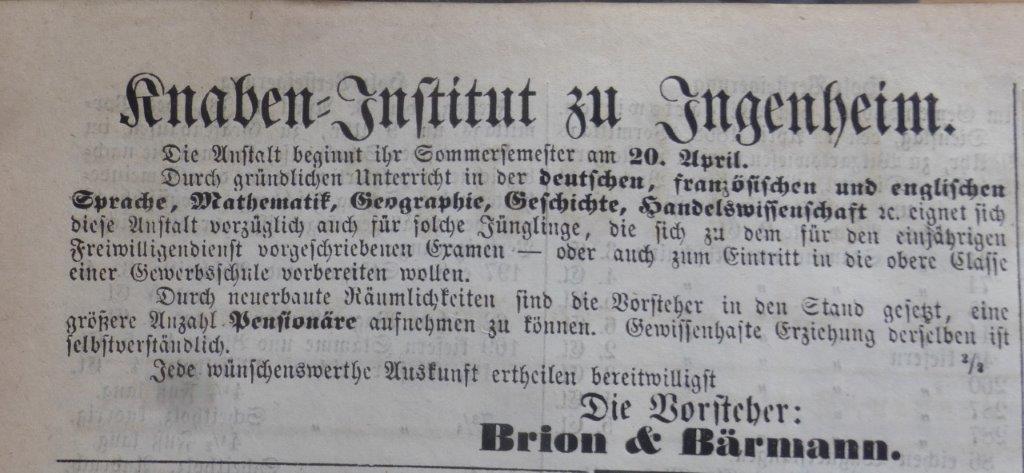 Knaben-Institut zu Ingenheim.
Die Anstalt beginnt ihr Sommersemester am 20. April.
Durch gründlichen Unterricht in der deutschen, französischen und englischen
Sprache, Mathematik, Geographie, Geschichte, Handelswissenschaft ꝛc. eignet sich
diese Anstalt vorzüglich auch für solche Jünglinge, die sich zu dem für den einjährigen
Freiwilligendienst vorgeschriebenen Examen — oder auch zum Eintritt in die obere Classe
einer Gewerbsschule vorbereiten wollen.
Durch neuerbaute Räumlichkeiten sind die Vorsteher in den Stand gesetzt, eine
größere Anzahl Pensionäre aufnehmen zu können. Gewissenhafte Erziehung derselben ist
selbstverständlich. ²/₃
Jede wünschenswerthe Auskunft ertheilen bereitwilligst
Die Vorsteher:
Brion & Bärmann.